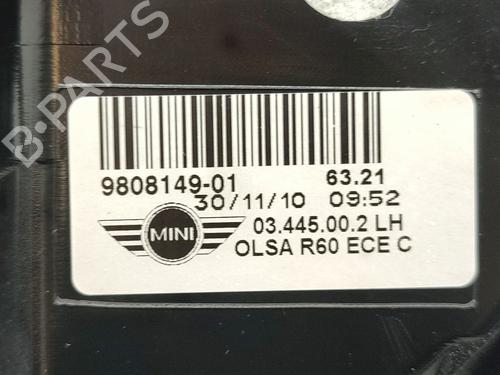 B-PARTS
9808149-01 63.21
30/11/10 09:52
MINI
03.445.00.2 LH
OLSA R60 ECE C